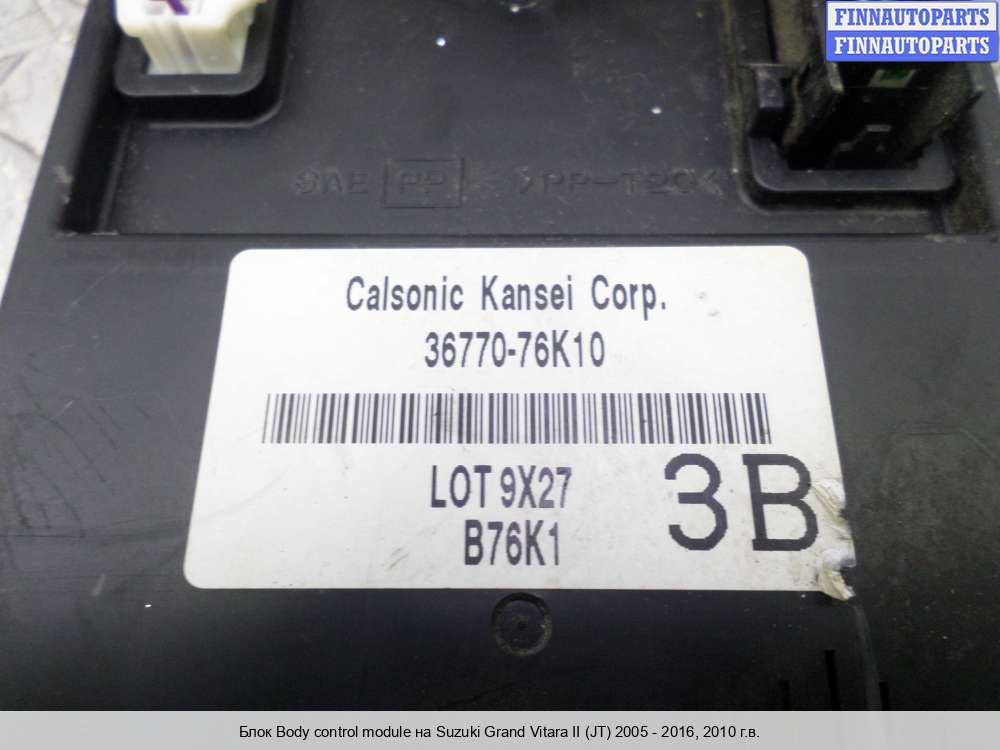 FINNAUTOPARTS
FINNAUTOPARTS
PP
Calsonic Kansei Corp.
36770-76K10
LOT 9X27
3B
B76K1
Блок Body control module на Suzuki Grand Vitara II (JT) 2005 - 2016, 2010 г.в.